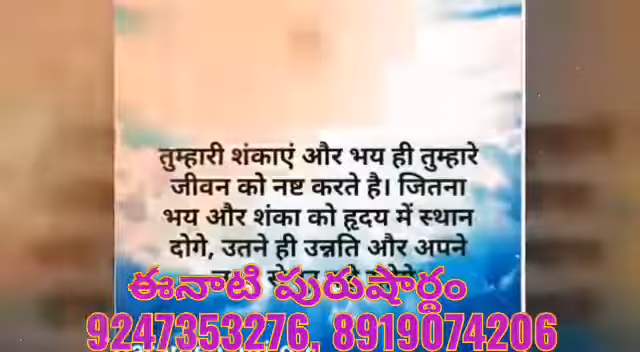 तुम्हारी शंकाएं और भय ही तुम्हारे
जीवन को नष्ट करते है। जितना
भय और शंका को हृदय में स्थान
दोगे, उतने ही उन्नति और अपने
ఈనాటి పురుషార్థం
9247353276, 8919074206